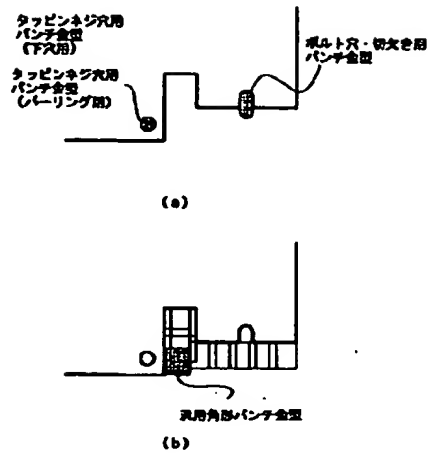 タッピンネジ穴用
パンチ金型
(下穴用)
タッピンネジ穴用
パンチ金型
(バーリング用)
ボルト穴・切欠き用
パンチ金型
(a)
汎用角形パンチ金型
(b)